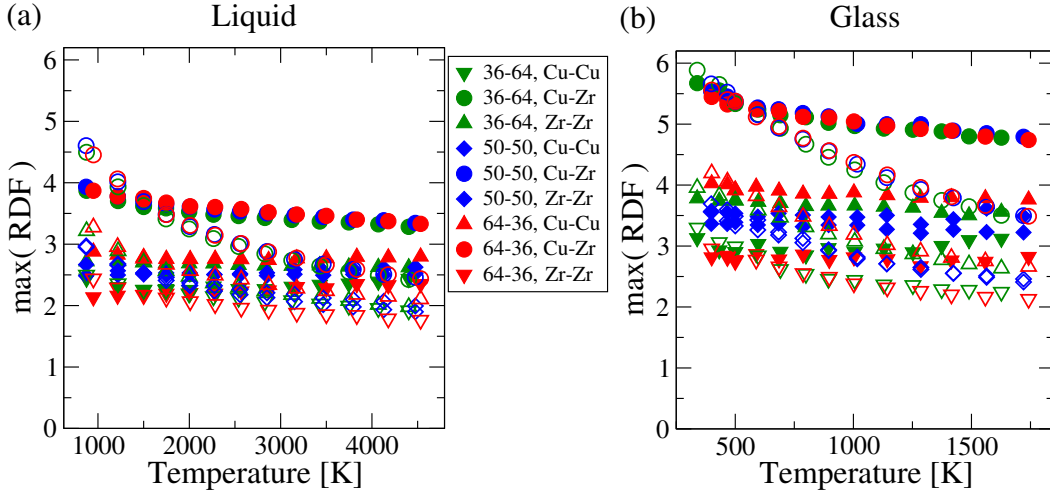 (a) Liquid
max( RDF )
6
5
4
3
2
1
0
1000 2000 3000 4000
Temperature [K]
36-64, Cu-Cu
36-64, Cu-Zr
36-64, Zr-Zr
50-50, Cu-Cu
50-50, Cu-Zr
50-50, Zr-Zr
64-36, Cu-Cu
64-36, Cu-Zr
64-36, Zr-Zr
(b) Glass
max( RDF )
6
5
4
3
2
1
0
500 1000 1500
Temperature [K]